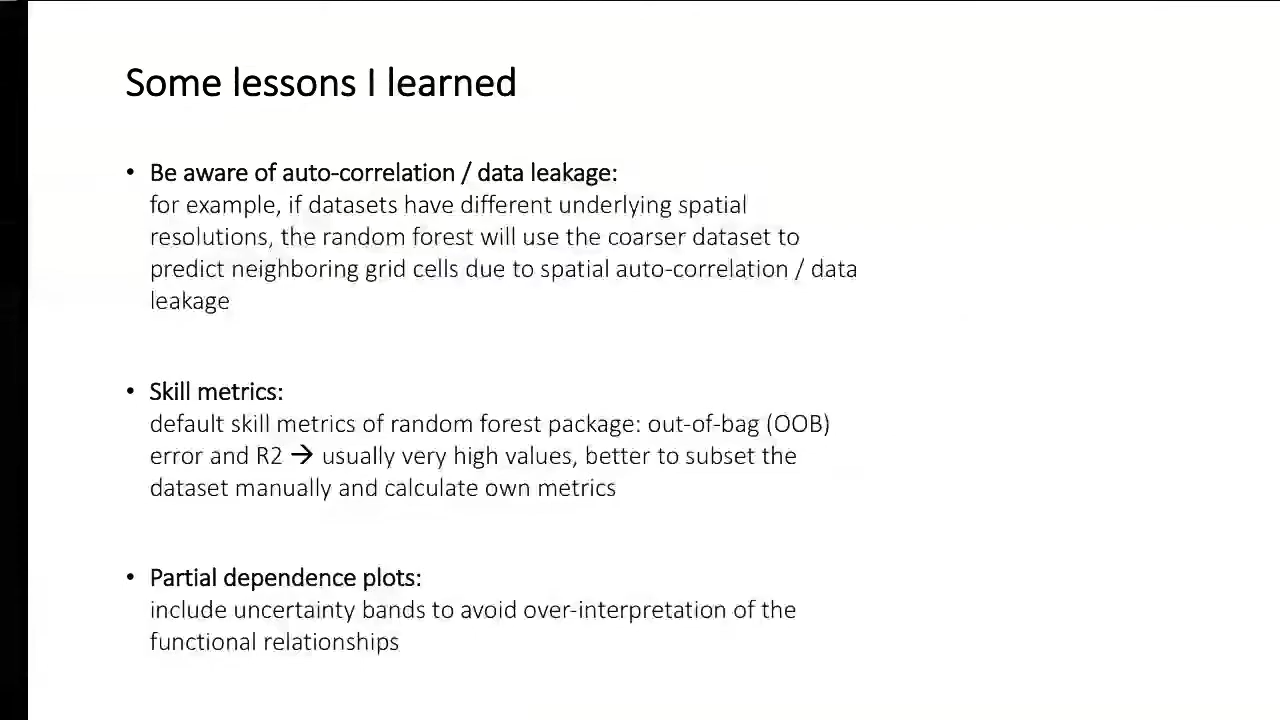 Some lessons I learned
• Be aware of auto-correlation / data leakage:
for example, if datasets have different underlying spatial
resolutions, the random forest will use the coarser dataset to
predict neighboring grid cells due to spatial auto-correlation / data
leakage
• Skill metrics:
default skill metrics of random forest package: out-of-bag (OOB)
error and R2 → usually very high values, better to subset the
dataset manually and calculate own metrics
• Partial dependence plots:
include uncertainty bands to avoid over-interpretation of the
functional relationships